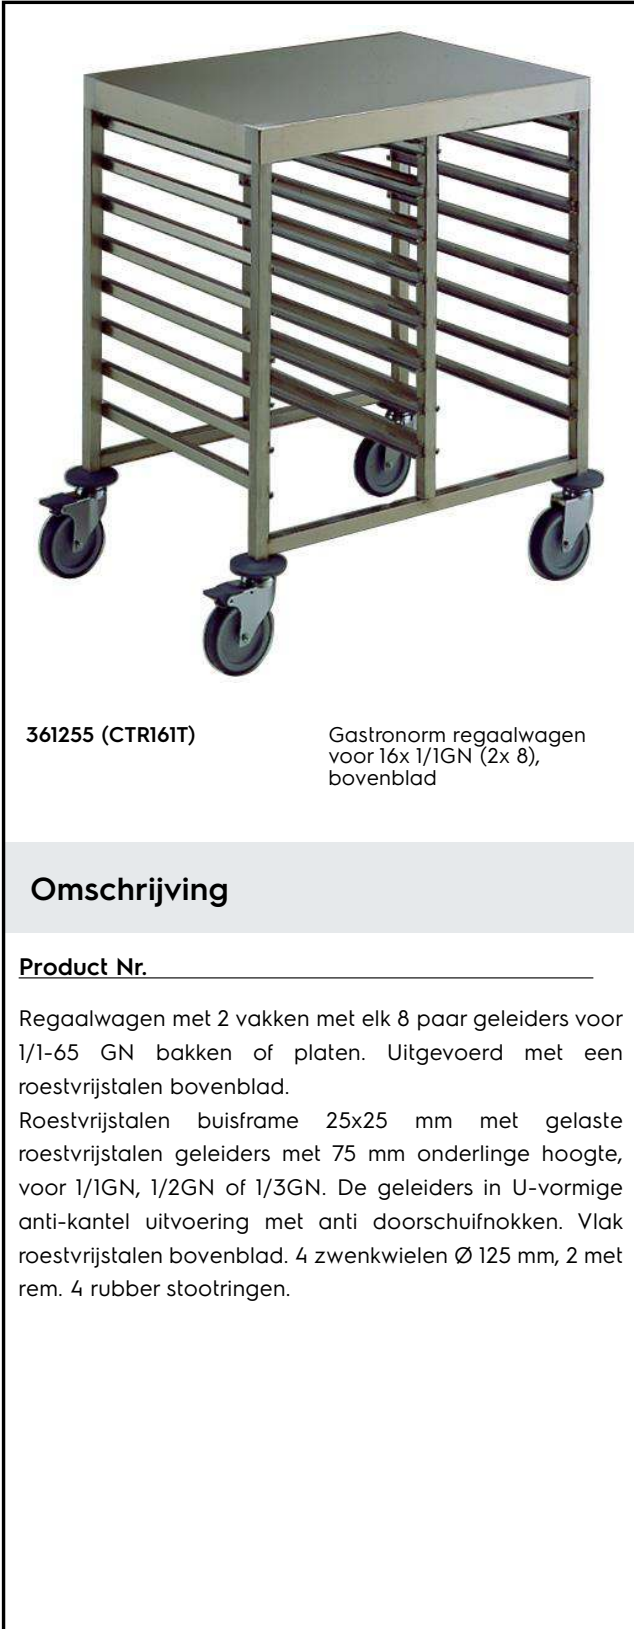 361255 (CTR161T)
Gastronorm regaalwagen
voor 16x 1/1GN (2x 8),
bovenblad
Omschrijving
Product Nr.
Regaalwagen met 2 vakken met elk 8 paar geleiders voor
1/1-65 GN bakken of platen. Uitgevoerd met een
roestvrijstalen bovenblad.
Roestvrijstalen buisframe 25x25 mm met gelaste
roestvrijstalen geleiders met 75 mm onderlinge hoogte,
voor 1/1GN, 1/2GN of 1/3GN. De geleiders in U-vormige
anti-kantel uitvoering met anti doorschuifnokken. Vlak
roestvrijstalen bovenblad. 4 zwenkwielen Ø 125 mm, 2 met
rem. 4 rubber stootringen.